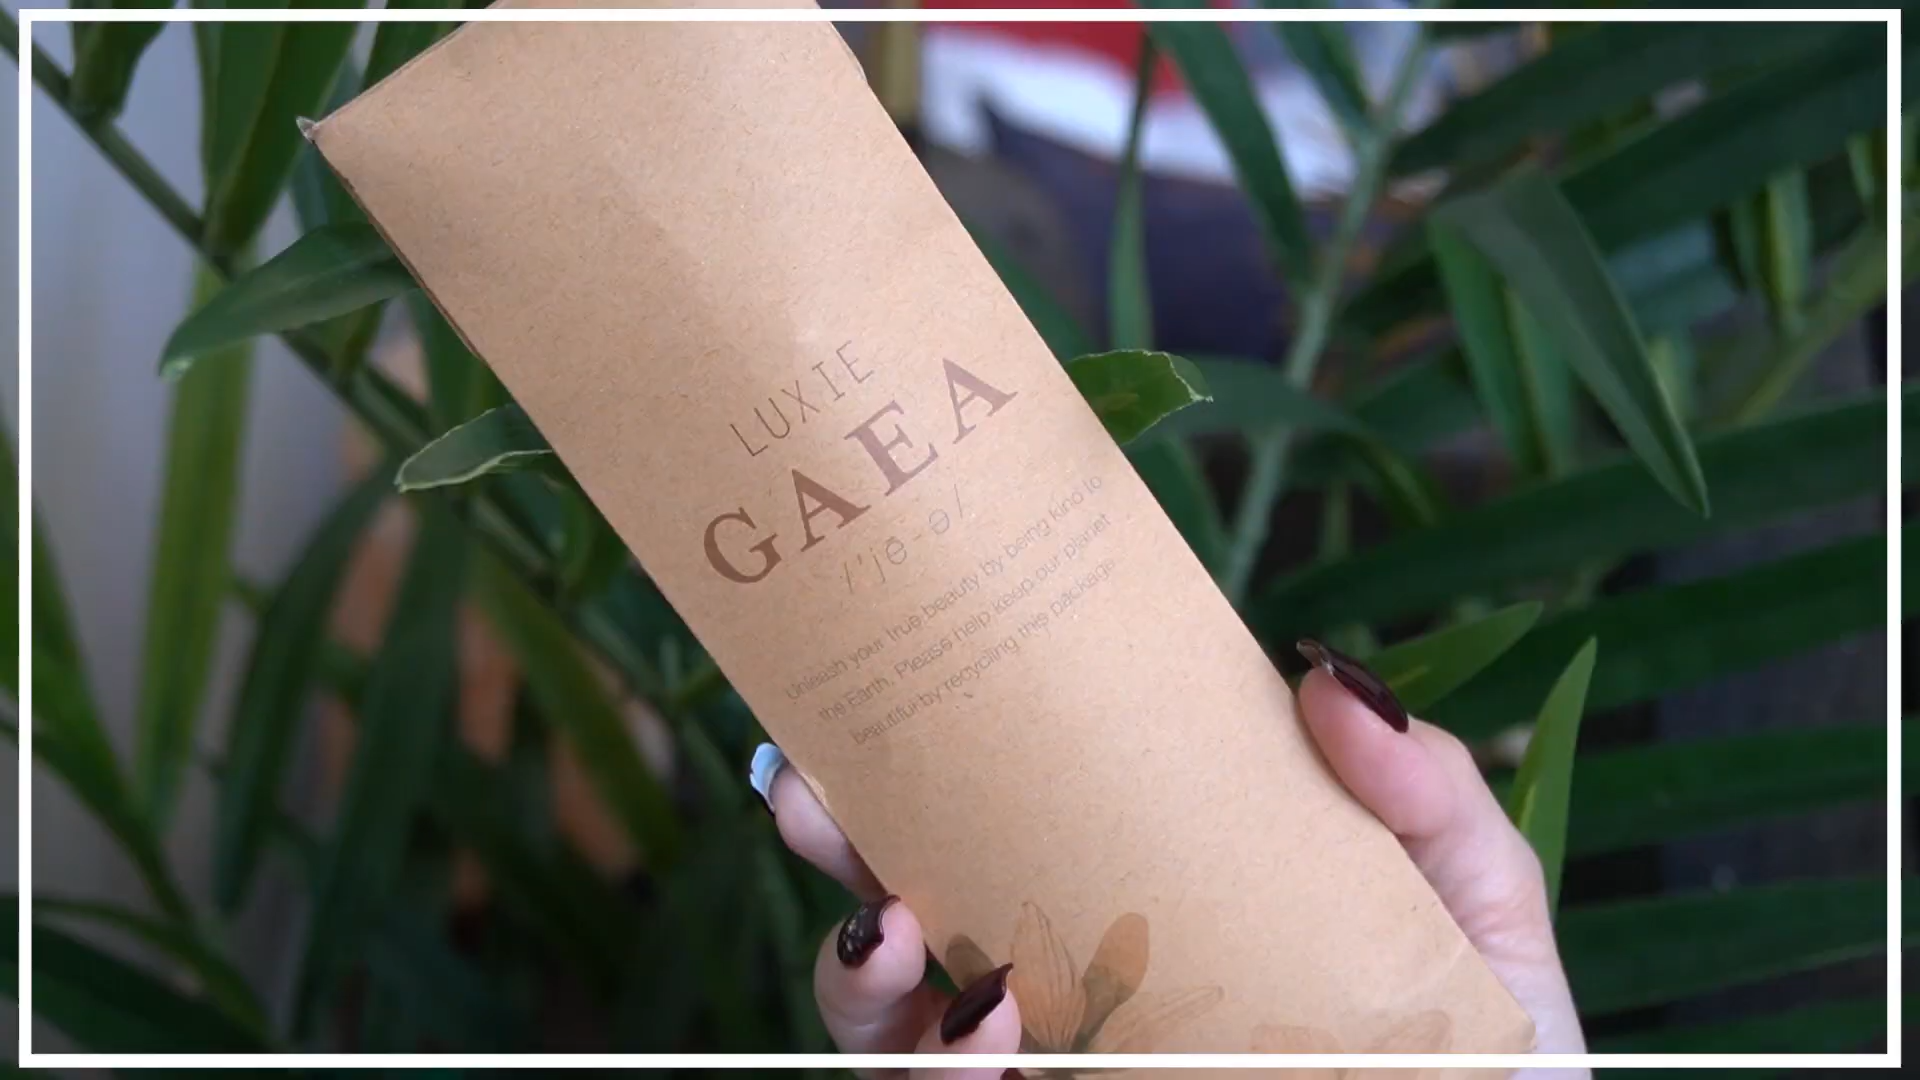 LUXIE
GAEA
/'jē-ə/
Unleash your true beauty by being kind to
the Earth. Please help keep our planet
beautiful by recycling this package